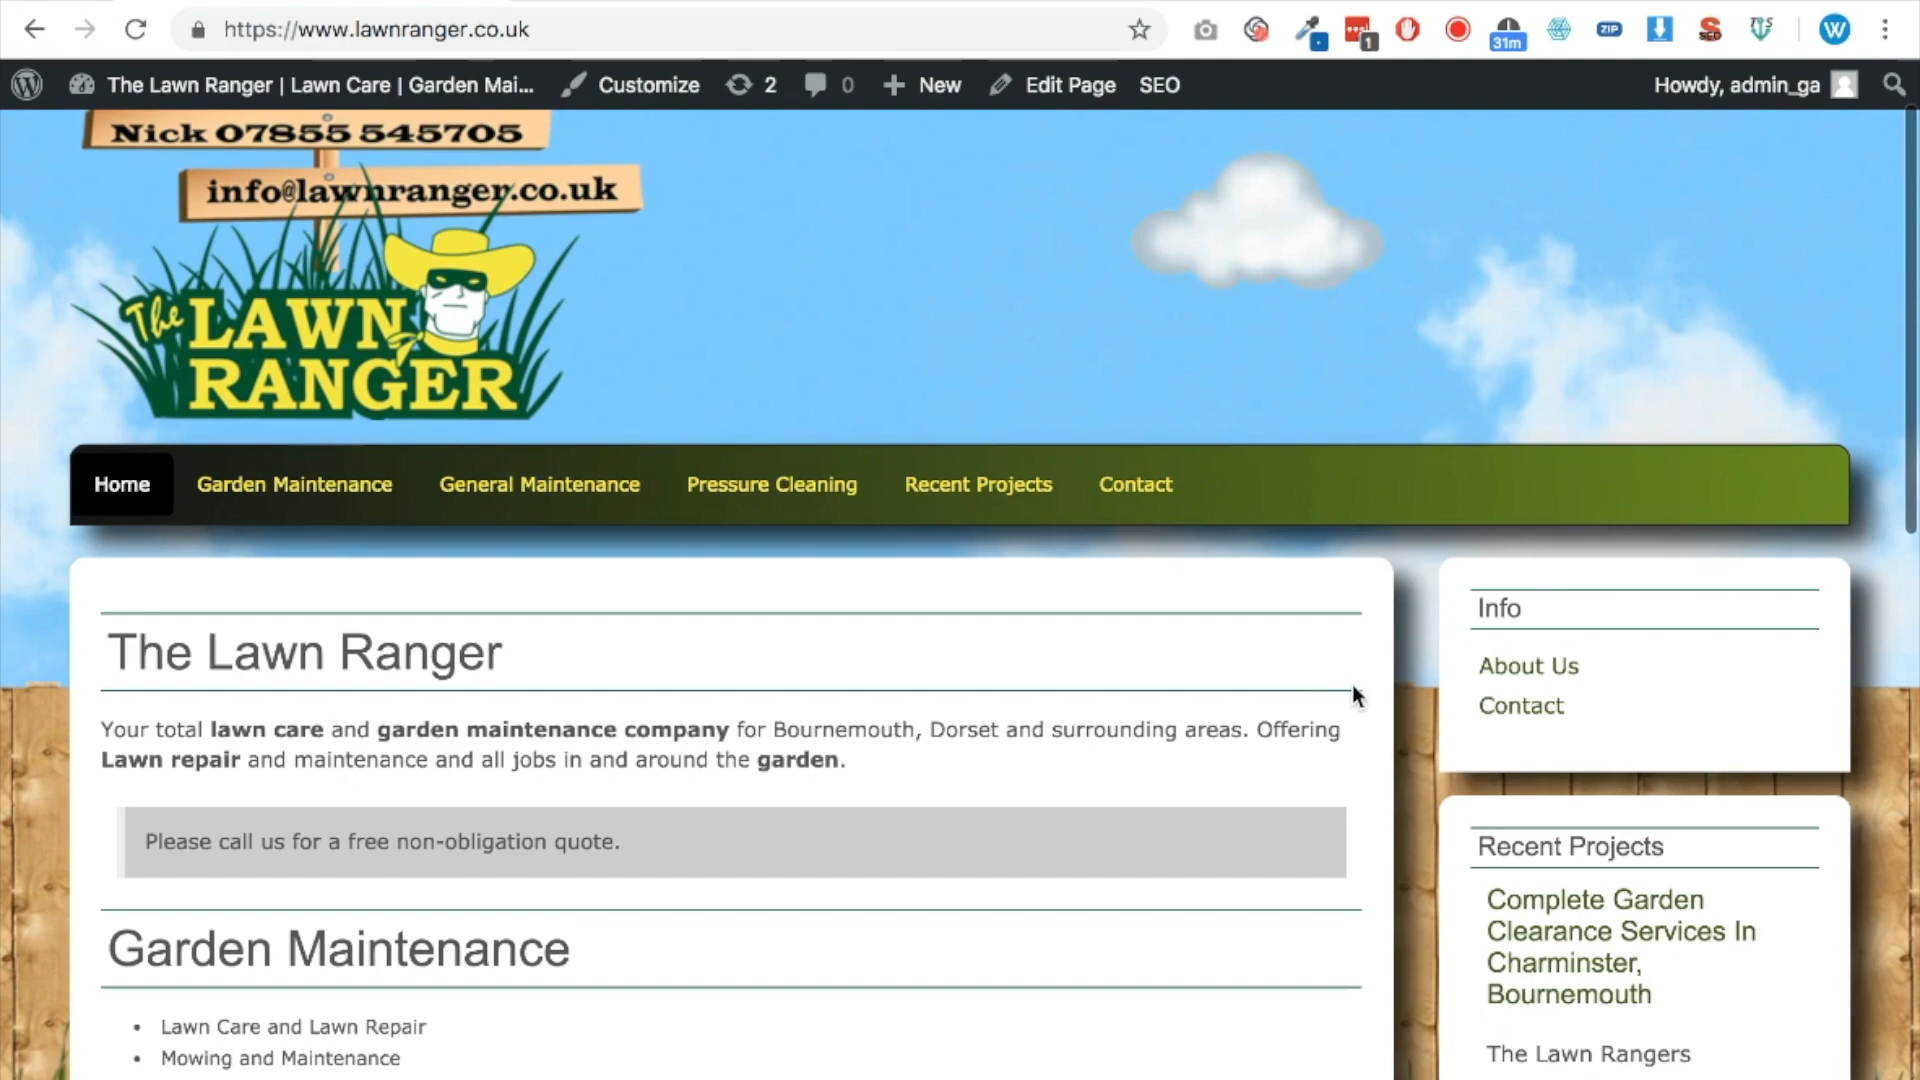 https://www.lawnranger.co.uk
1
31m
ZIP
SEO
W
The Lawn Ranger | Lawn Care | Garden Mai...
Customize
2
0
New
Edit Page
SEO
Howdy, admin_ga
Nick 07855 545705
info@lawnranger.co.uk
The LAWN
RANGER
Home
Garden Maintenance
General Maintenance
Pressure Cleaning
Recent Projects
Contact
The Lawn Ranger
Your total lawn care and garden maintenance company for Bournemouth, Dorset and surrounding areas. Offering
Lawn repair and maintenance and all jobs in and around the garden.
Please call us for a free non-obligation quote.
Garden Maintenance
Lawn Care and Lawn Repair
Mowing and Maintenance
Info
About Us
Contact
Recent Projects
Complete Garden
Clearance Services In
Charminster,
Bournemouth
The Lawn Rangers